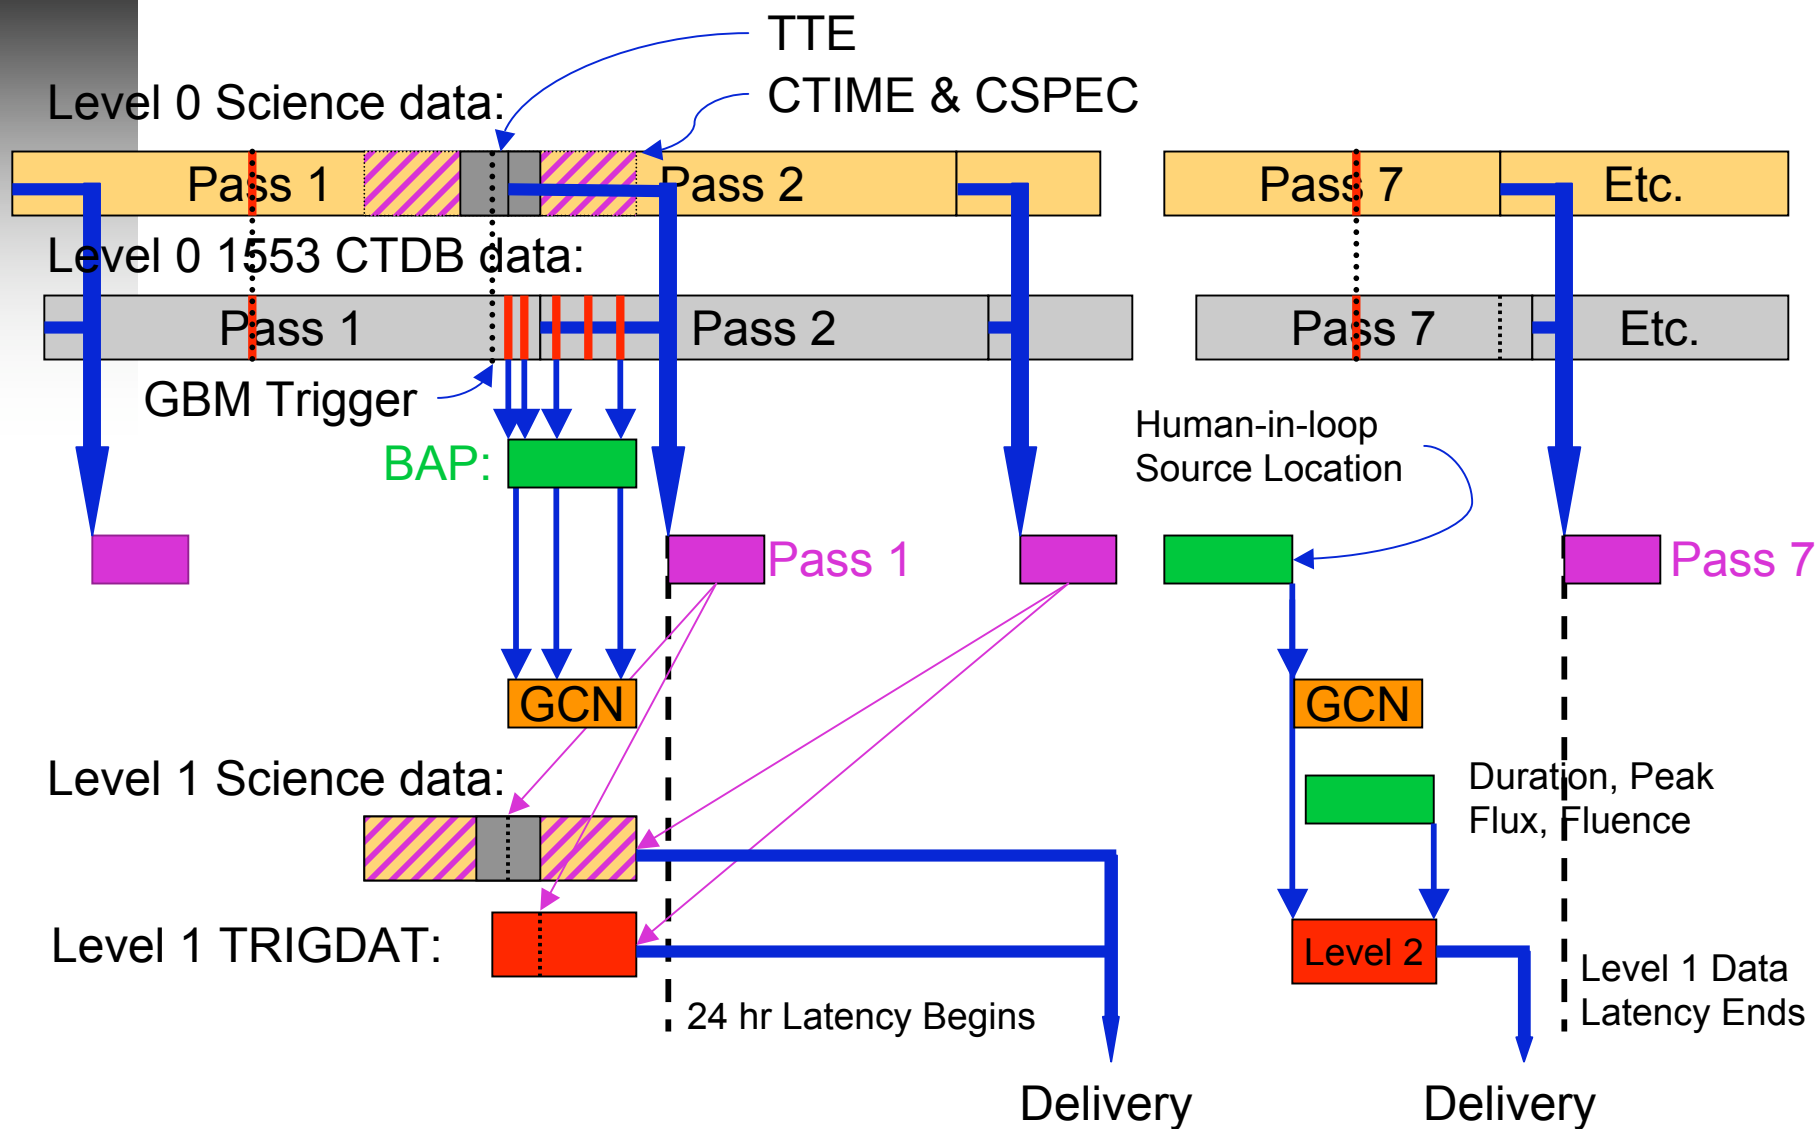 TTE
Level 0 Science data:
CTIME & CSPEC
Pass 1
Pass 2
Pass 7
Etc.
Level 0 1553 CTDB data:
Pass 1
Pass 2
Pass 7
Etc.
GBM Trigger
Human-in-loop
Source Location
BAP:
Pass 1
Pass 7
GCN
GCN
Level 1 Science data:
Duration, Peak
Flux, Fluence
Level 1 TRIGDAT:
Level 2
24 hr Latency Begins
Level 1 Data
Latency Ends
Delivery
Delivery